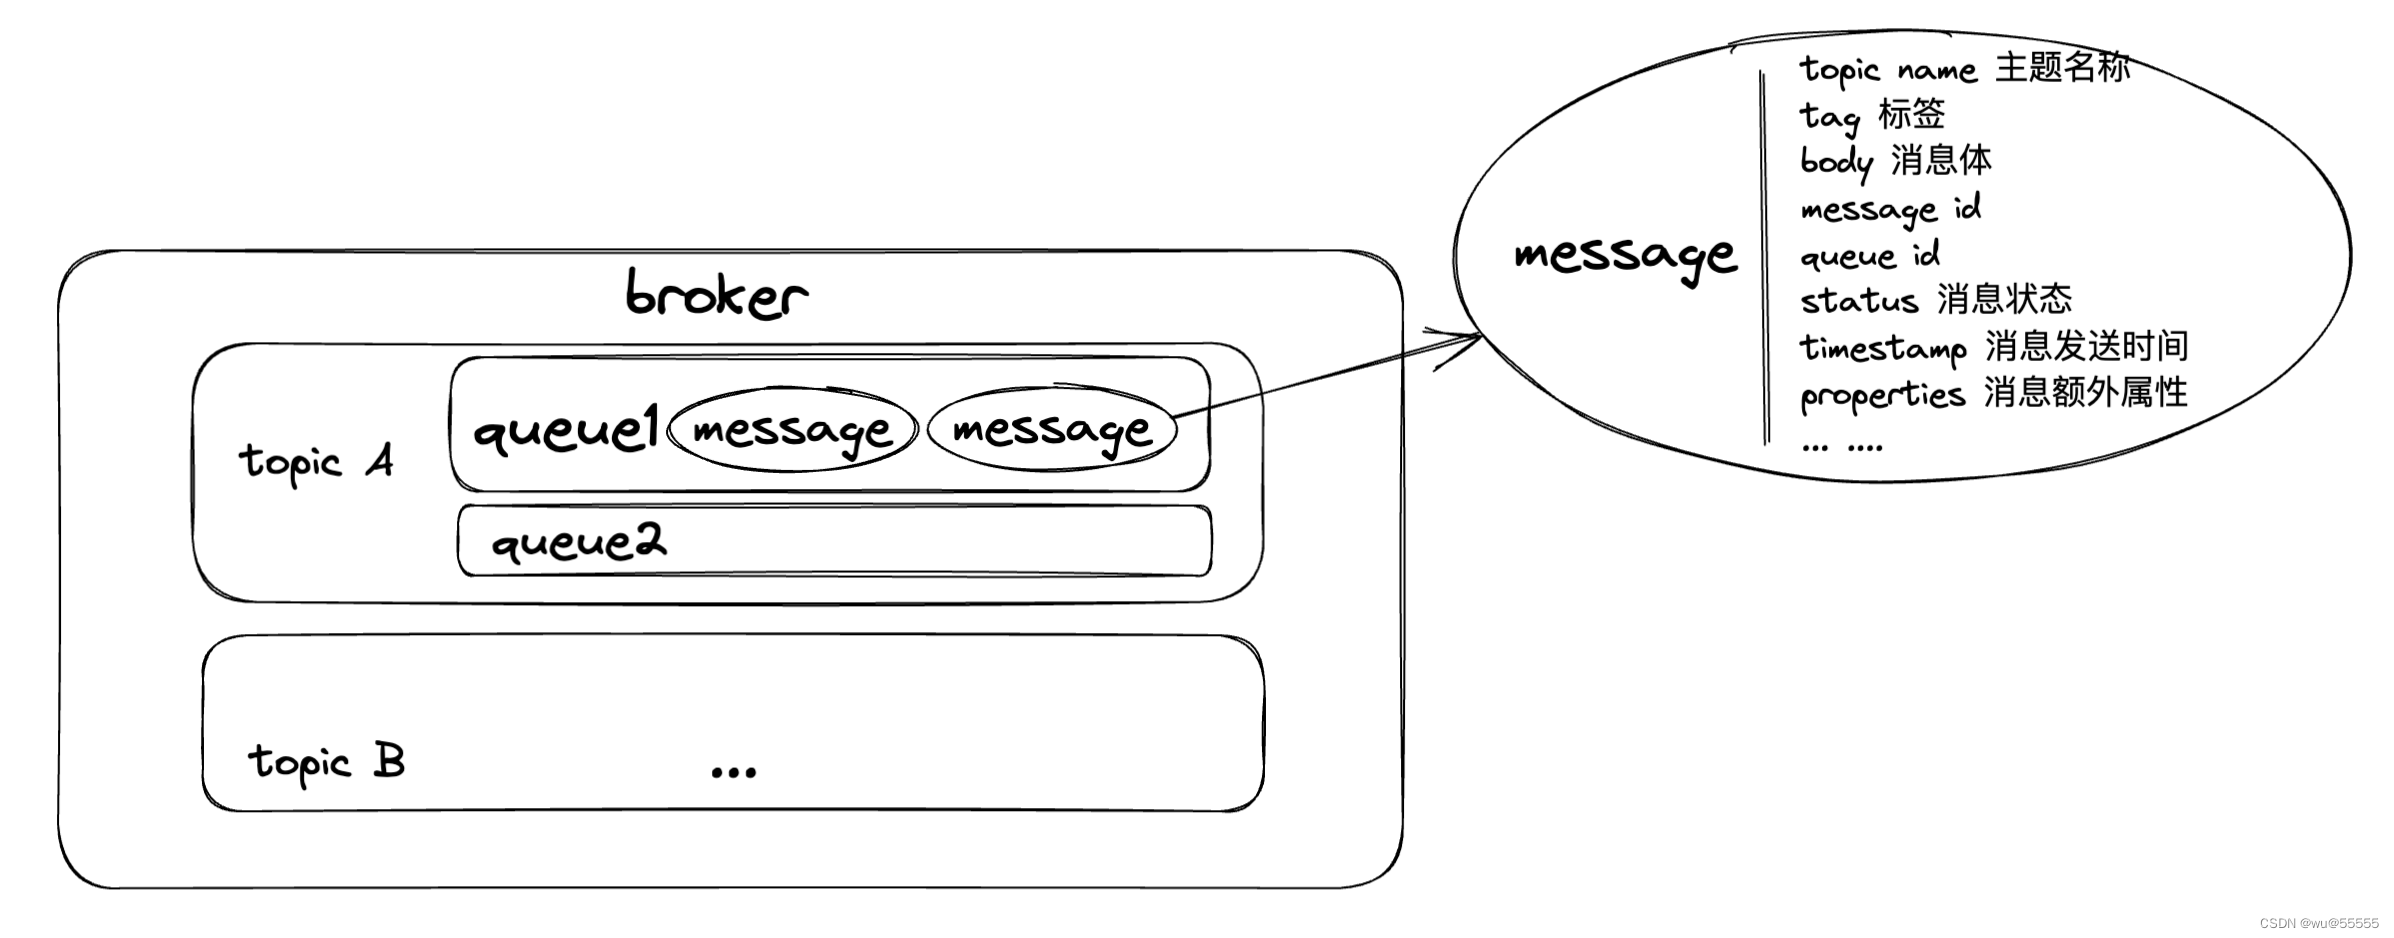 broker
topic A
queue1
message
message
queue2
topic B
...
message
topic name 主题名称
tag 标签
body 消息体
message id
queue id
status 消息状态
timestamp 消息发送时间
properties 消息额外属性
... ....
CSDN @wu@55555